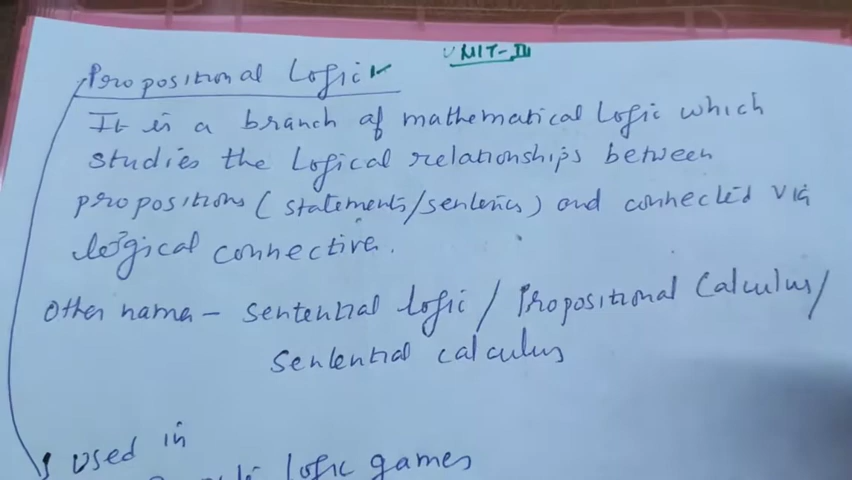 UNIT-III
Propositional Logic
It is a branch of mathematical Logic which
studies the Logical relationships between
propositions (statements/sentences) and connected via
logical connective.
Other name - Sentential logic / Propositional Calculus/
Sentential calculus
Used in
logic games